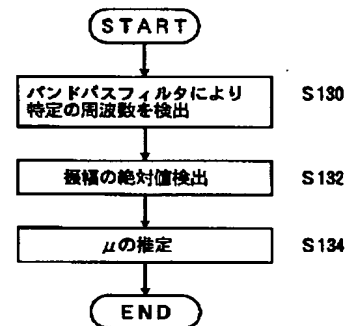 START
バンドパスフィルタにより
特定の周波数を検出
S130
振幅の絶対値検出
S132
μの推定
S134
END